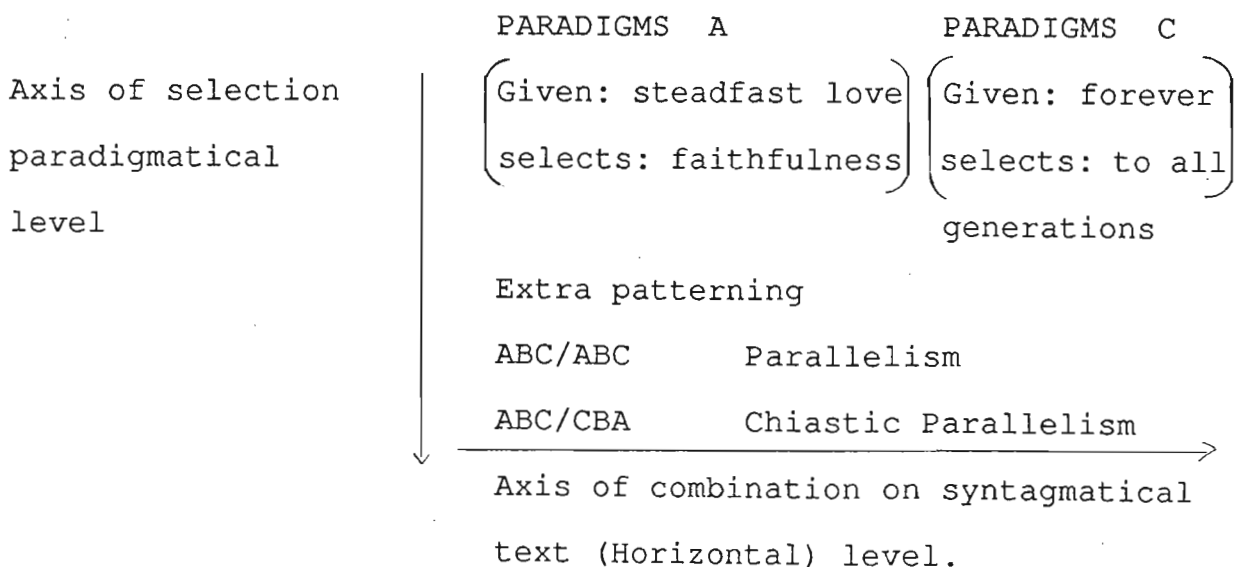 PARADIGMS A PARADIGMS C
Axis of selection Given: steadfast love Given: forever
paradigmatical selects: faithfulness selects: to all
level generations
Extra patterning
ABC/ABC Parallelism
ABC/CBA Chiastic Parallelism
Axis of combination on syntagmatical
text (Horizontal) level.